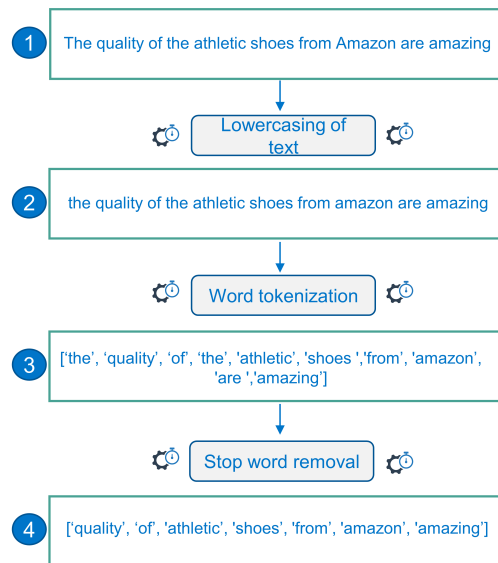 1
The quality of the athletic shoes from Amazon are amazing
Lowercasing of
text
2
the quality of the athletic shoes from amazon are amazing
Word tokenization
3
[‘the’, ‘quality’, ‘of’, ‘the’, 'athletic’, 'shoes ','from’, 'amazon’,
'are ','amazing’]
Stop word removal
4
[‘quality’, ‘of’, 'athletic’, 'shoes’, 'from’, 'amazon’, 'amazing’]